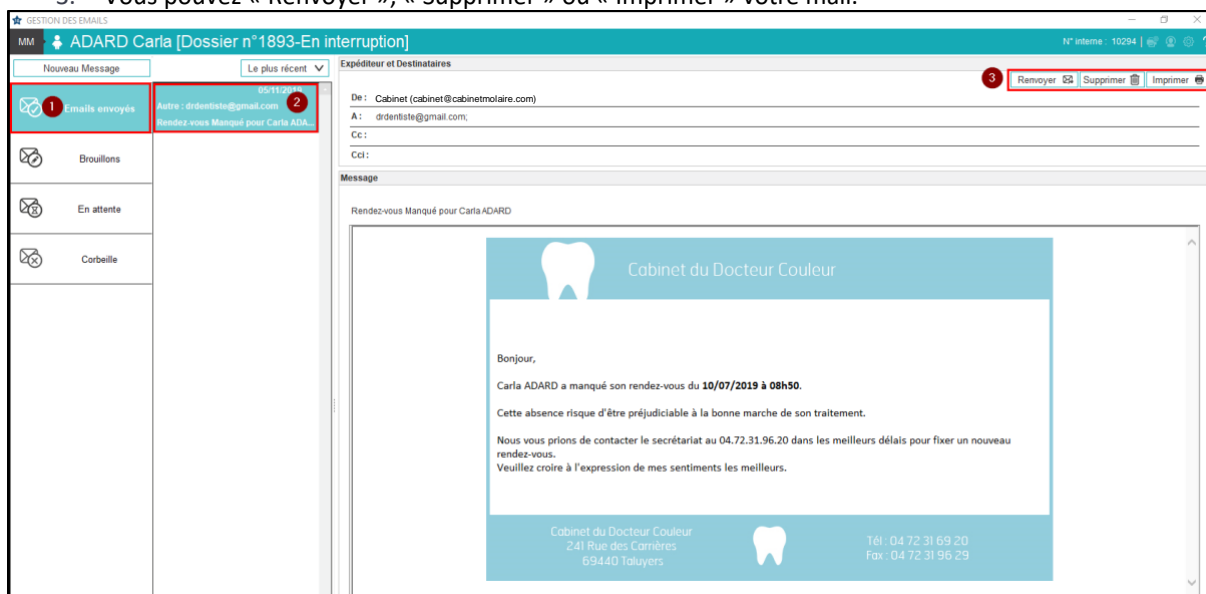 3. Vous pouvez « Renvoyer », « Supprimer » ou « Imprimer » votre mail.
GESTION DES EMAILS
MM ADARD Carla [Dossier n°1893-En interruption]
N° interne : 10294
Nouveau Message
Le plus récent
1 Emails envoyés
Brouillons
En attente
Corbeille
05/11/2019
Autre : drdentiste@gmail.com 2
Rendez-vous Manqué pour Carla ADA...
Expéditeur et Destinataires
3 Renvoyer Supprimer Imprimer
De : Cabinet (cabinet@cabinetmolaire.com)
A : drdentiste@gmail.com;
Cc :
Cci :
Message
Rendez-vous Manqué pour Carla ADARD
Cabinet du Docteur Couleur
Bonjour,
Carla ADARD a manqué son rendez-vous du 10/07/2019 à 08h50.
Cette absence risque d'être préjudiciable à la bonne marche de son traitement.
Nous vous prions de contacter le secrétariat au 04.72.31.96.20 dans les meilleurs délais pour fixer un nouveau
rendez-vous.
Veuillez croire à l'expression de mes sentiments les meilleurs.
Cabinet du Docteur Couleur
241 Rue des Carrières
69440 Taluyers
Tél : 04 72 31 69 20
Fax : 04 72 31 96 29